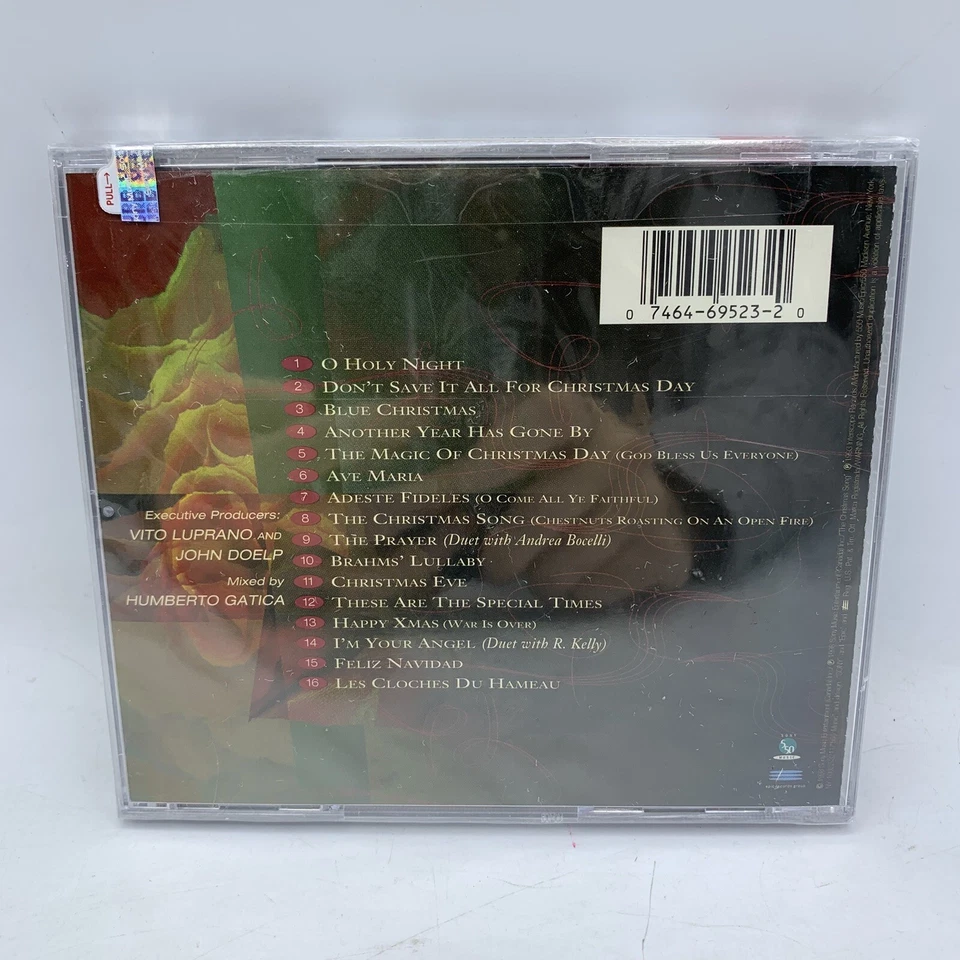 PULL→
0 7464-69523-2 0
1 O HOLY NIGHT
2 DON'T SAVE IT ALL FOR CHRISTMAS DAY
3 BLUE CHRISTMAS
4 ANOTHER YEAR HAS GONE BY
5 THE MAGIC OF CHRISTMAS DAY (GOD BLESS US EVERYONE)
6 AVE MARIA
7 ADESTE FIDELES (O COME ALL YE FAITHFUL)
8 THE CHRISTMAS SONG (CHESTNUTS ROASTING ON AN OPEN FIRE)
9 THE PRAYER (Duet with Andrea Bocelli)
10 BRAHMS' LULLABY
11 CHRISTMAS EVE
12 THESE ARE THE SPECIAL TIMES
13 HAPPY XMAS (WAR IS OVER)
14 I'M YOUR ANGEL (Duet with R. Kelly)
15 FELIZ NAVIDAD
16 LES CLOCHES DU HAMEAU
Executive Producers:
VITO LUPRANO AND
JOHN DOELP
Mixed by
HUMBERTO GATICA
550
MUSIC